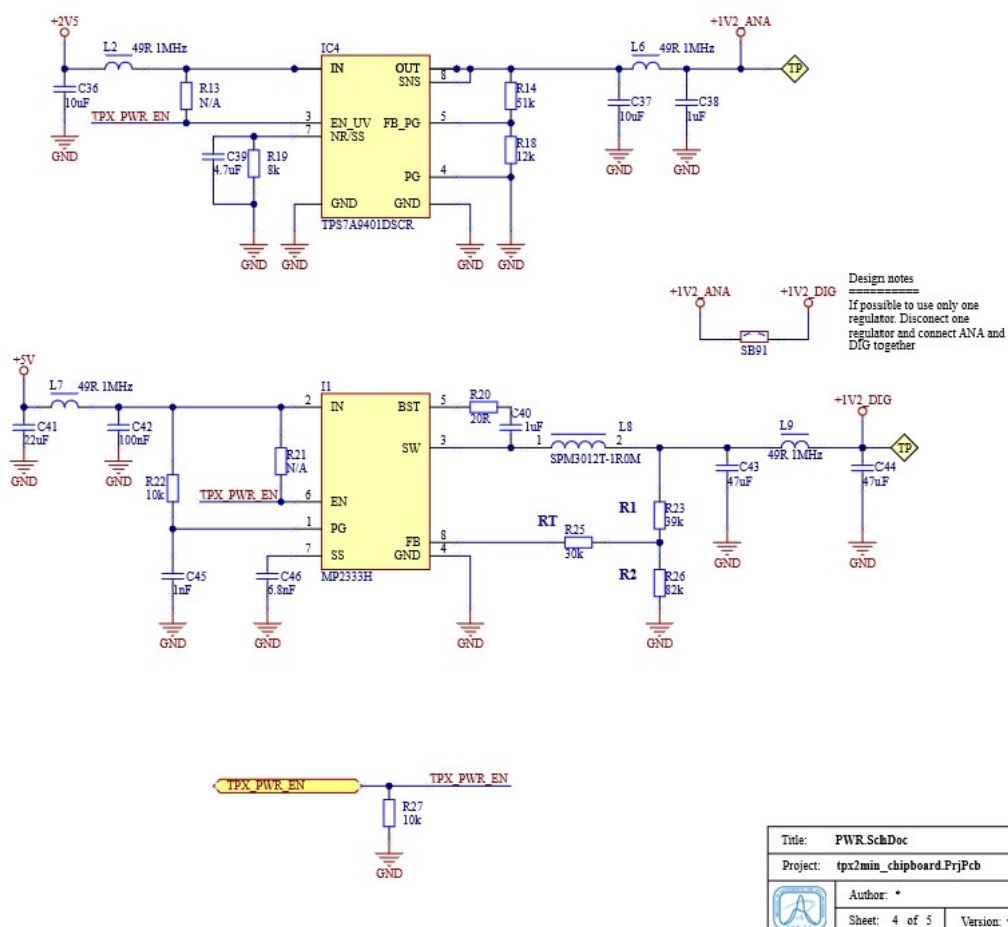 +2V5
L2 49R 1MHz
C36
10uF
GND
R13
N/A
TPX_PWR_EN
C39
4.7uF
R19
8k
GND
GND
IC4
IN
OUT
SNS
8
3
EN_UV
FB_PG
5
7
NR/SS
PG
4
GND
GND
TPS7A9401DSCR
GND
R14
51k
R18
12k
GND
L6 49R 1MHz
C37
10uF
GND
C38
1uF
GND
+1V2_ANA
TP
+1V2_ANA
+1V2_DIG
SB91
Design notes
==========
If possible to use only one
regulator. Disconect one
regulator and connect ANA and
DIG together
+5V
L7 49R 1MHz
C41
22uF
GND
C42
100nF
GND
R22
10k
R21
N/A
TPX_PWR_EN
C45
1nF
GND
C46
6.8nF
GND
I1
2
IN
BST
5
SW
3
6
EN
1
PG
FB
8
7
SS
GND
4
MP2333H
GND
R20
20R
C40
1uF
1
L8
2
SPM3012T-1R0M
RT
R25
30k
R1
R23
39k
R2
R26
82k
GND
C43
47uF
GND
L9
49R 1MHz
+1V2_DIG
C44
47uF
GND
TP
TPX_PWR_EN
TPX_PWR_EN
R27
10k
GND
Title: PWR.SchDoc
Project: tpx2min_chipboard.PrjPcb
Author: *
Sheet: 4 of 5
Version: